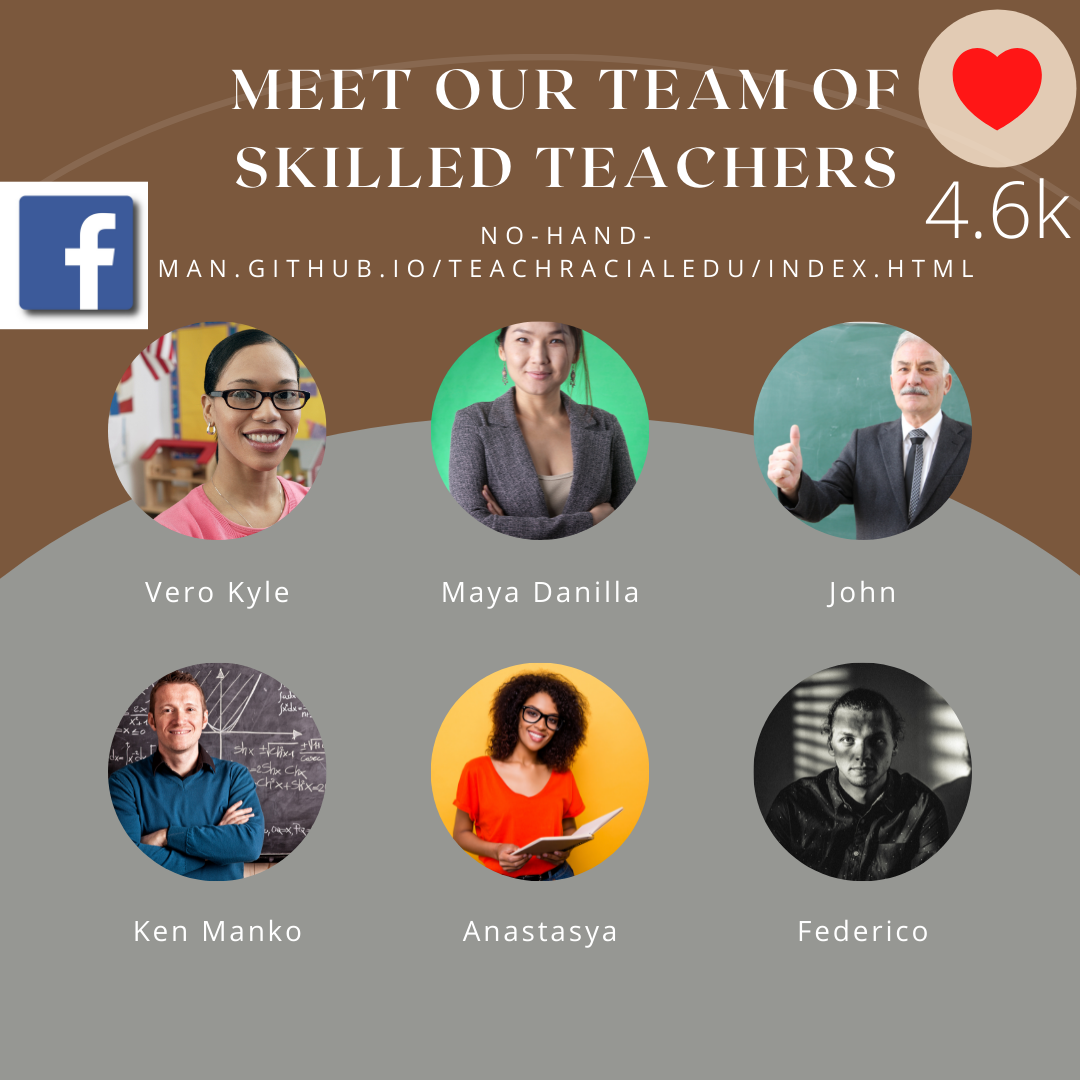 MEET OUR TEAM OF
SKILLED TEACHERS
4.6k
f
NO-HAND-
MAN.GITHUB.IO/TEACHRACIALEDU/INDEX.HTML
Vero Kyle
Maya Danilla
John
Ken Manko
Anastasya
Federico